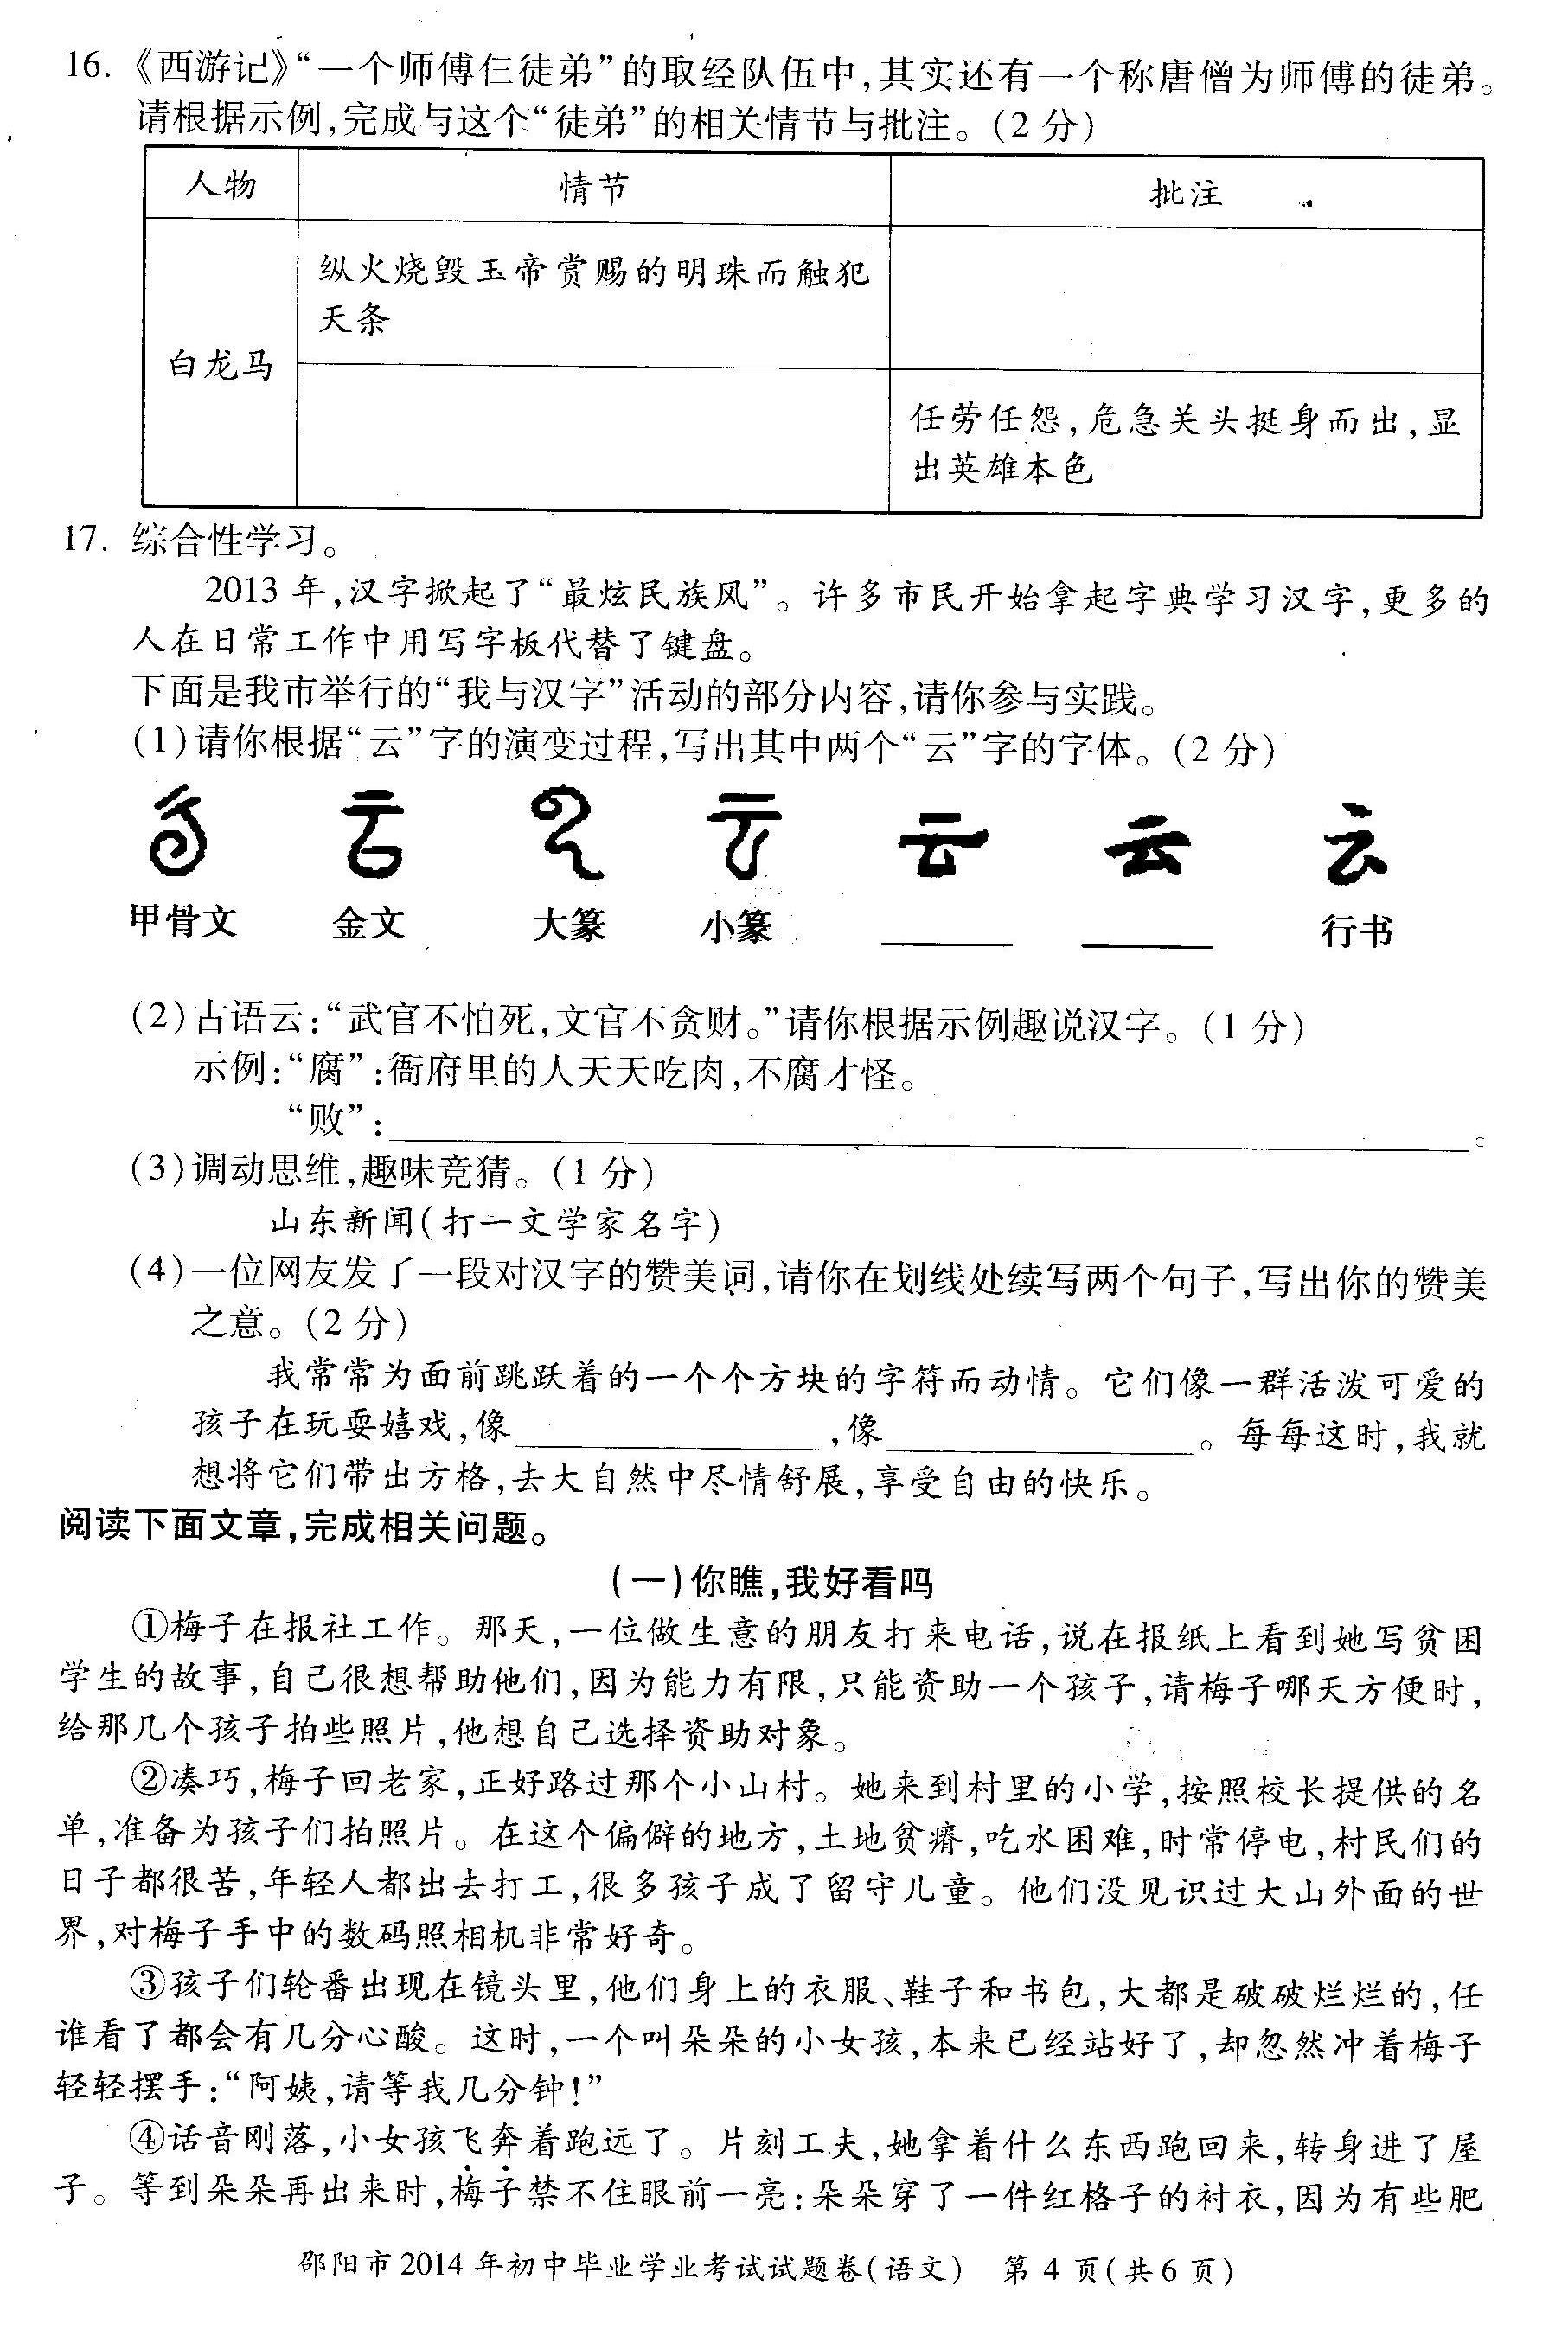 16. 《西游记》“一个师傅仨徒弟”的取经队伍中,其实还有一个称唐僧为师傅的徒弟。
请根据示例,完成与这个“徒弟”的相关情节与批注。(2 分)
人物 情节 批注
纵火烧毁玉帝赏赐的明珠而触犯
天条
白龙马
任劳任怨,危急关头挺身而出,显
出英雄本色
17. 综合性学习。
2013 年,汉字掀起了“最炫民族风”。许多市民开始拿起字典学习汉字,更多的
人在日常工作中用写字板代替了键盘。
下面是我市举行的“我与汉字”活动的部分内容,请你参与实践。
(1)请你根据“云”字的演变过程,写出其中两个“云”字的字体。(2 分)
云 云 云 云 云 云 云
甲骨文 金文 大篆 小篆 ______ ______ 行书
(2)古语云:“武官不怕死,文官不贪财。”请你根据示例趣说汉字。(1 分)
示例:“腐”:衙府里的人天天吃肉,不腐才怪。
“败”:______。
(3)调动思维,趣味竞猜。(1 分)
山东新闻(打一文学家名字)
(4)一位网友发了一段对汉字的赞美词,请你在划线处续写两个句子,写出你的赞美
之意。(2 分)
我常常为面前跳跃着的一个个方块的字符而动情。它们像一群活泼可爱的
孩子在玩耍嬉戏,像______,像______。每每这时,我就
想将它们带出方格,去大自然中尽情舒展,享受自由的快乐。
阅读下面文章,完成相关问题。
(一)你瞧,我好看吗
①梅子在报社工作。那天,一位做生意的朋友打来电话,说在报纸上看到她写贫困
学生的故事,自己很想帮助他们,因为能力有限,只能资助一个孩子,请梅子哪天方便时,
给那几个孩子拍些照片,他想自己选择资助对象。
②凑巧,梅子回老家,正好路过那个小山村。她来到村里的小学,按照校长提供的名
单,准备为孩子们拍照片。在这个偏僻的地方,土地贫瘠,吃水困难,时常停电,村民们的
日子都很苦,年轻人都出去打工,很多孩子成了留守儿童。他们没见识过大山外面的世
界,对梅子手中的数码照相机非常好奇。
③孩子们轮番出现在镜头里,他们身上的衣服、鞋子和书包,大都是破破烂烂的,任
谁看了都会有几分心酸。这时,一个叫朵朵的小女孩,本来已经站好了,却忽然冲着梅子
轻轻摆手:“阿姨,请等我几分钟!”
④话音刚落,小女孩飞奔着跑远了。片刻工夫,她拿着什么东西跑回来,转身进了屋
子。等到朵朵再出来时,梅子禁不住眼前一亮:朵朵穿了一件红格子的衬衣,因为有些肥
邵阳市 2014 年初中毕业学业考试试题卷(语文) 第 4 页(共 6 页)